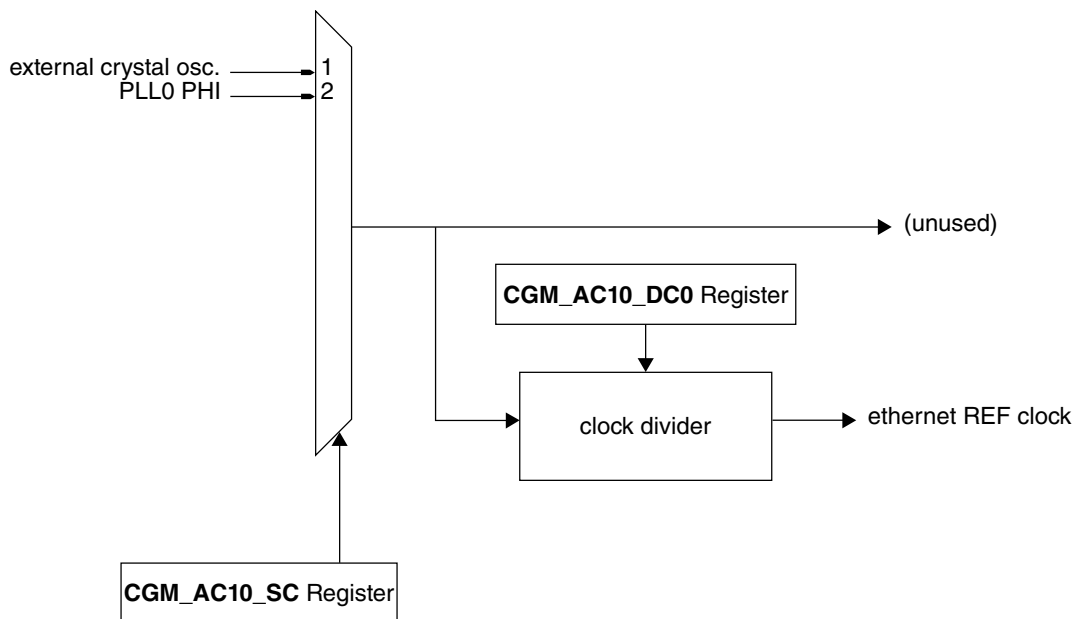 external crystal osc.
1
PLL0 PHI
2
(unused)
CGM_AC10_DC0 Register
clock divider
ethernet REF clock
CGM_AC10_SC Register